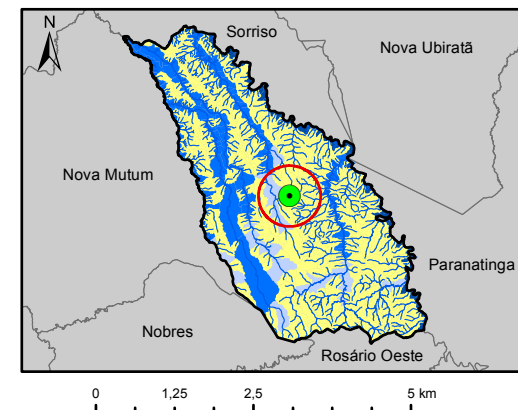 N
Sorriso
Nova Ubiratã
Nova Mutum
Paranatinga
Nobres
Rosário Oeste
0 1,25 2,5 5 km